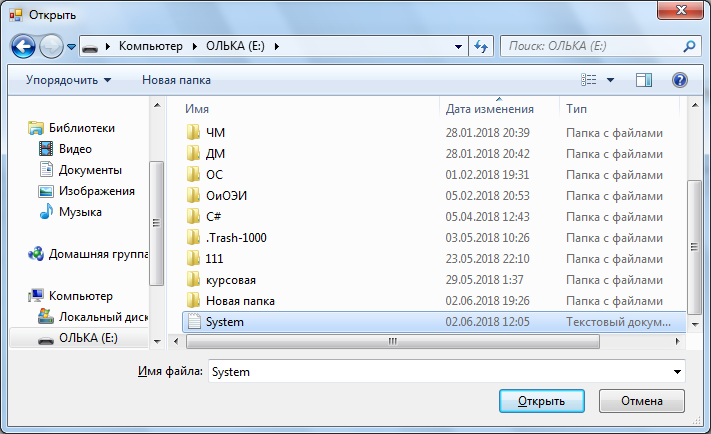 Открыть
Компьютер ОЛЬКА (E:)
Поиск: ОЛЬКА (E:)
Упорядочить Новая папка
Имя Дата изменения Тип
Библиотеки
Видео
Документы
Изображения
Музыка
Домашняя группа
Компьютер
Локальный диск
ОЛЬКА (E:)
ЧМ 28.01.2018 20:39 Папка с файлами
ДМ 28.01.2018 20:42 Папка с файлами
ОС 01.02.2018 19:31 Папка с файлами
ОиОЭИ 05.02.2018 20:53 Папка с файлами
C# 05.04.2018 12:43 Папка с файлами
.Trash-1000 03.05.2018 10:26 Папка с файлами
111 23.05.2018 22:10 Папка с файлами
курсовая 29.05.2018 1:37 Папка с файлами
Новая папка 02.06.2018 19:26 Папка с файлами
System 02.06.2018 12:05 Текстовый докум...
Имя файла: System
Открыть Отмена